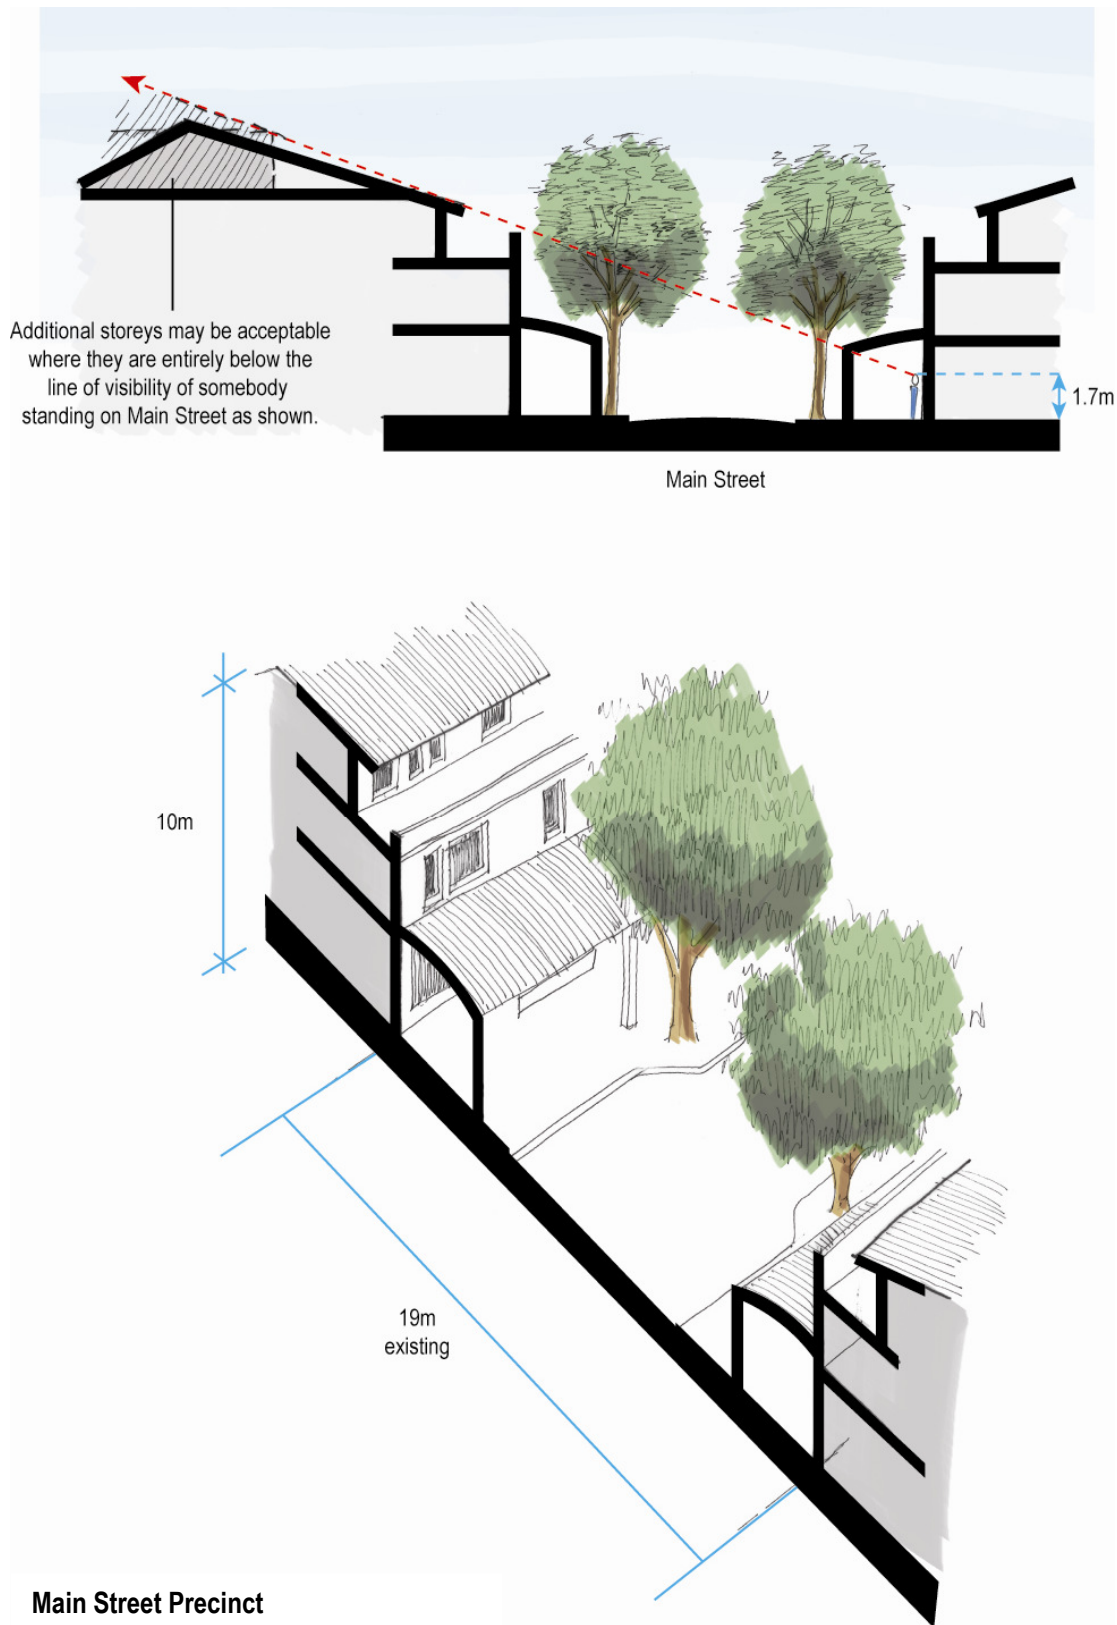 Additional storeys may be acceptable
where they are entirely below the
line of visibility of somebody
standing on Main Street as shown.
1.7m
Main Street
10m
19m
existing
Main Street Precinct